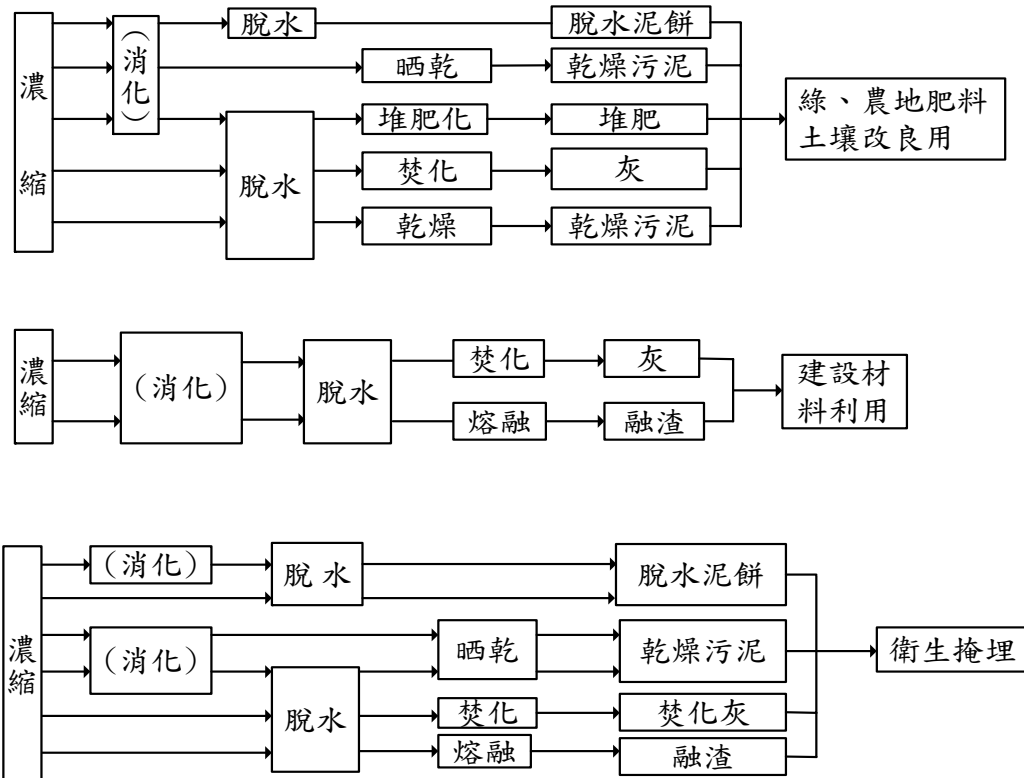 濃縮
（消化）
脫水
脫水泥餅
晒乾
乾燥污泥
堆肥化
堆肥
脫水
焚化
灰
乾燥
乾燥污泥
綠、農地肥料
土壤改良用
濃縮
（消化）
脫水
焚化
灰
熔融
融渣
建設材
料利用
濃縮
（消化）
脫水
脫水泥餅
（消化）
晒乾
乾燥污泥
脫水
焚化
焚化灰
熔融
融渣
衛生掩埋